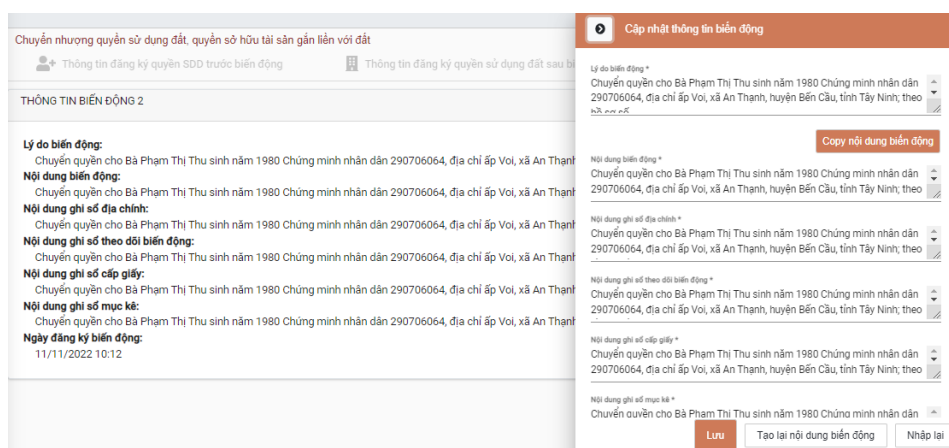 Chuyển nhượng quyền sử dụng đất, quyền sở hữu tài sản gắn liền với đất
Thông tin đăng ký quyền SDD trước biến động
Thông tin đăng ký quyền sử dụng đất sau bi
THÔNG TIN BIẾN ĐỘNG 2
Lý do biến động:
Chuyển quyền cho Bà Phạm Thị Thu sinh năm 1980 Chứng minh nhân dân 290706064, địa chỉ ấp Voi, xã An Thạnh
Nội dung biến động:
Chuyển quyền cho Bà Phạm Thị Thu sinh năm 1980 Chứng minh nhân dân 290706064, địa chỉ ấp Voi, xã An Thạnh
Nội dung ghi sổ địa chính:
Chuyển quyền cho Bà Phạm Thị Thu sinh năm 1980 Chứng minh nhân dân 290706064, địa chỉ ấp Voi, xã An Thạnh
Nội dung ghi sổ theo dõi biến động:
Chuyển quyền cho Bà Phạm Thị Thu sinh năm 1980 Chứng minh nhân dân 290706064, địa chỉ ấp Voi, xã An Thạnh
Nội dung ghi sổ cấp giấy:
Chuyển quyền cho Bà Phạm Thị Thu sinh năm 1980 Chứng minh nhân dân 290706064, địa chỉ ấp Voi, xã An Thạnh
Nội dung ghi sổ mục kê:
Chuyển quyền cho Bà Phạm Thị Thu sinh năm 1980 Chứng minh nhân dân 290706064, địa chỉ ấp Voi, xã An Thạnh
Ngày đăng ký biến động:
11/11/2022 10:12
Cập nhật thông tin biến động
Lý do biến động *
Chuyển quyền cho Bà Phạm Thị Thu sinh năm 1980 Chứng minh nhân dân
290706064, địa chỉ ấp Voi, xã An Thạnh, huyện Bến Cầu, tỉnh Tây Ninh; theo
hồ sơ số
Copy nội dung biến động
Nội dung biến động *
Chuyển quyền cho Bà Phạm Thị Thu sinh năm 1980 Chứng minh nhân dân
290706064, địa chỉ ấp Voi, xã An Thạnh, huyện Bến Cầu, tỉnh Tây Ninh; theo
Nội dung ghi sổ địa chính *
Chuyển quyền cho Bà Phạm Thị Thu sinh năm 1980 Chứng minh nhân dân
290706064, địa chỉ ấp Voi, xã An Thạnh, huyện Bến Cầu, tỉnh Tây Ninh; theo
Nội dung ghi sổ theo dõi biến động *
Chuyển quyền cho Bà Phạm Thị Thu sinh năm 1980 Chứng minh nhân dân
290706064, địa chỉ ấp Voi, xã An Thạnh, huyện Bến Cầu, tỉnh Tây Ninh; theo
Nội dung ghi sổ cấp giấy *
Chuyển quyền cho Bà Phạm Thị Thu sinh năm 1980 Chứng minh nhân dân
290706064, địa chỉ ấp Voi, xã An Thạnh, huyện Bến Cầu, tỉnh Tây Ninh; theo
Nội dung ghi sổ mục kê *
Chuyển quyền cho Bà Phạm Thị Thu sinh năm 1980 Chứng minh nhân dân
Lưu
Tạo lại nội dung biến động
Nhập lại